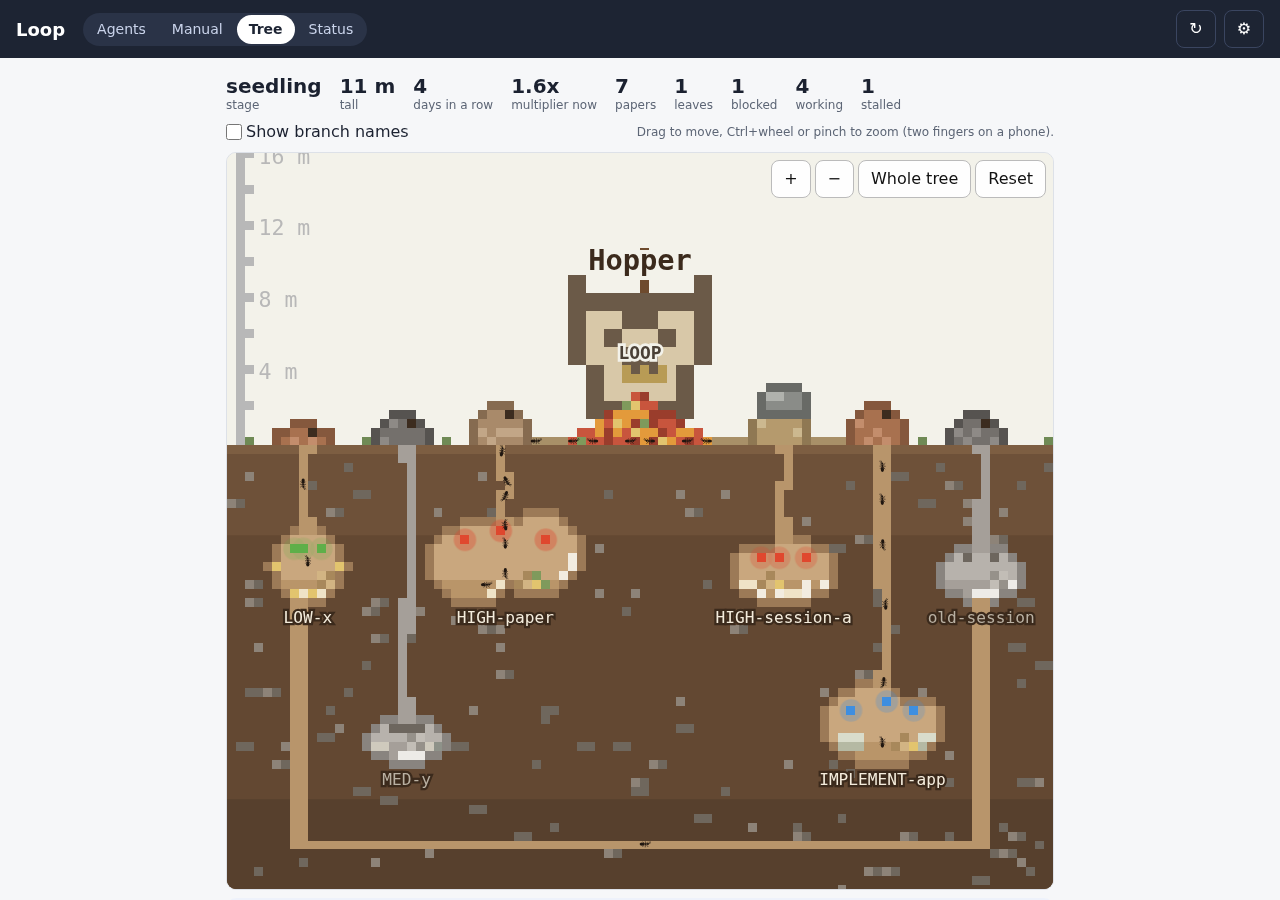 Loop
Agents
Manual
Tree
Status
seedling
stage
11 m
tall
4
days in a row
1.6x
multiplier now
7
papers
1
leaves
1
blocked
4
working
1
stalled
Show branch names
Drag to move, Ctrl+wheel or pinch to zoom (two fingers on a phone).
+
−
Whole tree
Reset
16 m
12 m
8 m
4 m
Hopper
LOOP
LOW-x
HIGH-paper
HIGH-session-a
old-session
MED-y
IMPLEMENT-app